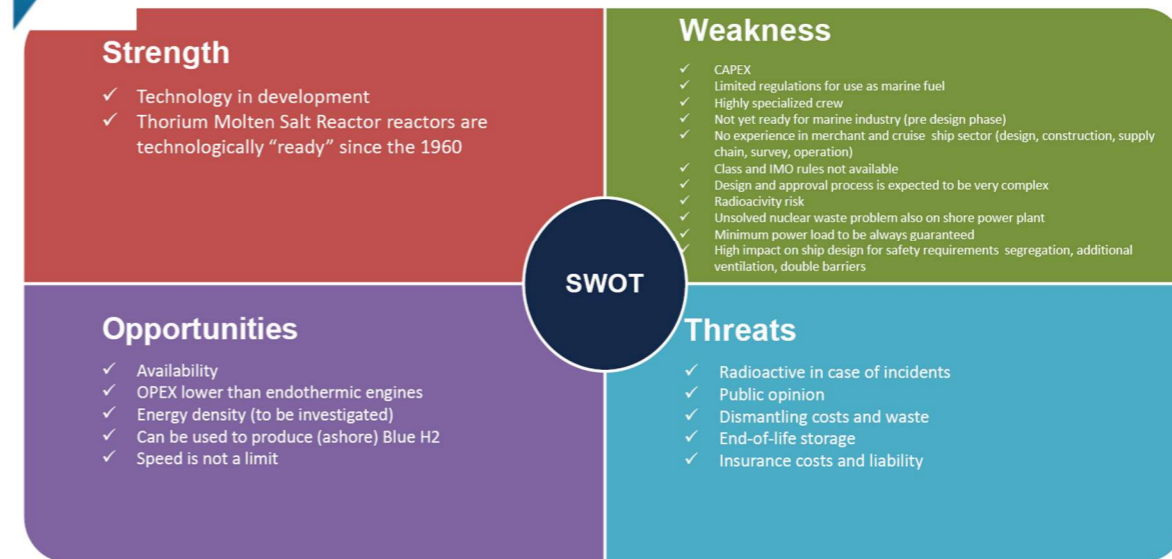 Strength
✓ Technology in development
✓ Thorium Molten Salt Reactor reactors are
technologically “ready” since the 1960
Weakness
✓ CAPEX
✓ Limited regulations for use as marine fuel
✓ Highly specialized crew
✓ Not yet ready for marine industry (pre design phase)
✓ No experience in merchant and cruise ship sector (design, construction, supply
chain, survey, operation)
✓ Class and IMO rules not available
✓ Design and approval process is expected to be very complex
✓ Radioacivity risk
✓ Unsolved nuclear waste problem also on shore power plant
✓ Minimum power load to be always guaranteed
✓ High impact on ship design for safety requirements segregation, additional
ventilation, double barriers
SWOT
Opportunities
✓ Availability
✓ OPEX lower than endothermic engines
✓ Energy density (to be investigated)
✓ Can be used to produce (ashore) Blue H2
✓ Speed is not a limit
Threats
✓ Radioactive in case of incidents
✓ Public opinion
✓ Dismantling costs and waste
✓ End-of-life storage
✓ Insurance costs and liability